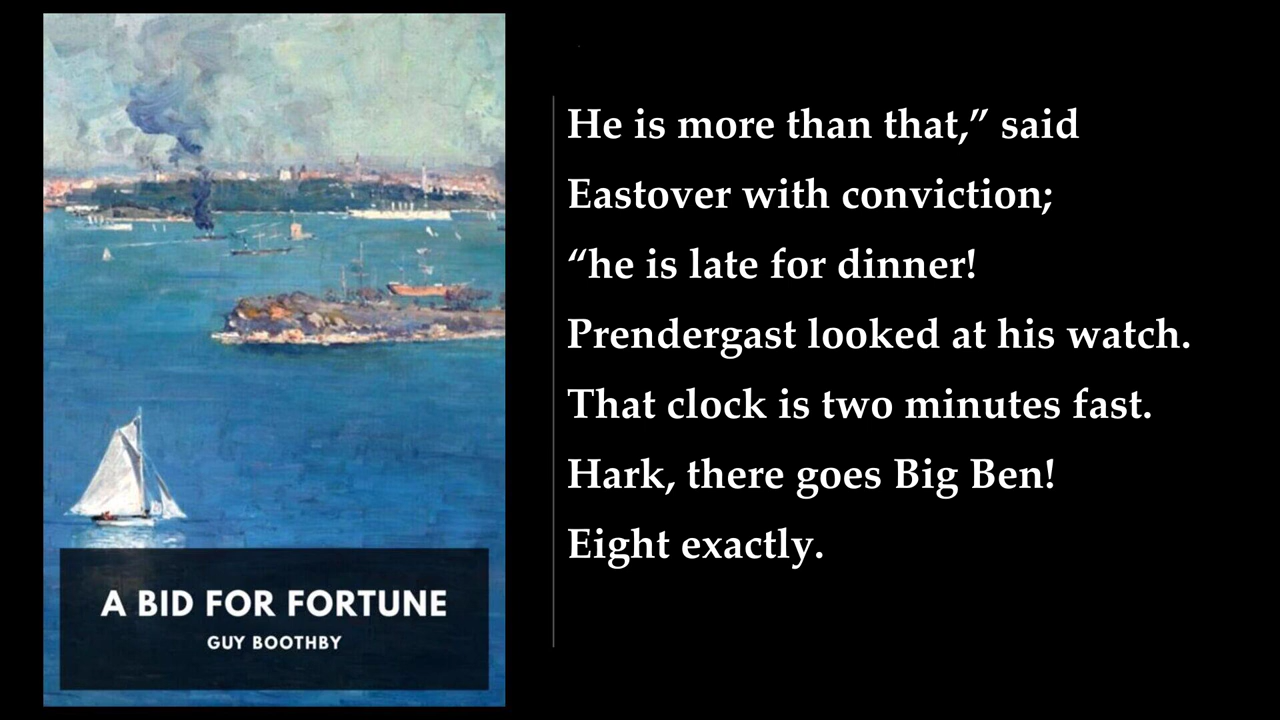 He is more than that,” said
Eastover with conviction;
“he is late for dinner!
Prendergast looked at his watch.
That clock is two minutes fast.
Hark, there goes Big Ben!
Eight exactly.
A BID FOR FORTUNE
GUY BOOTHBY